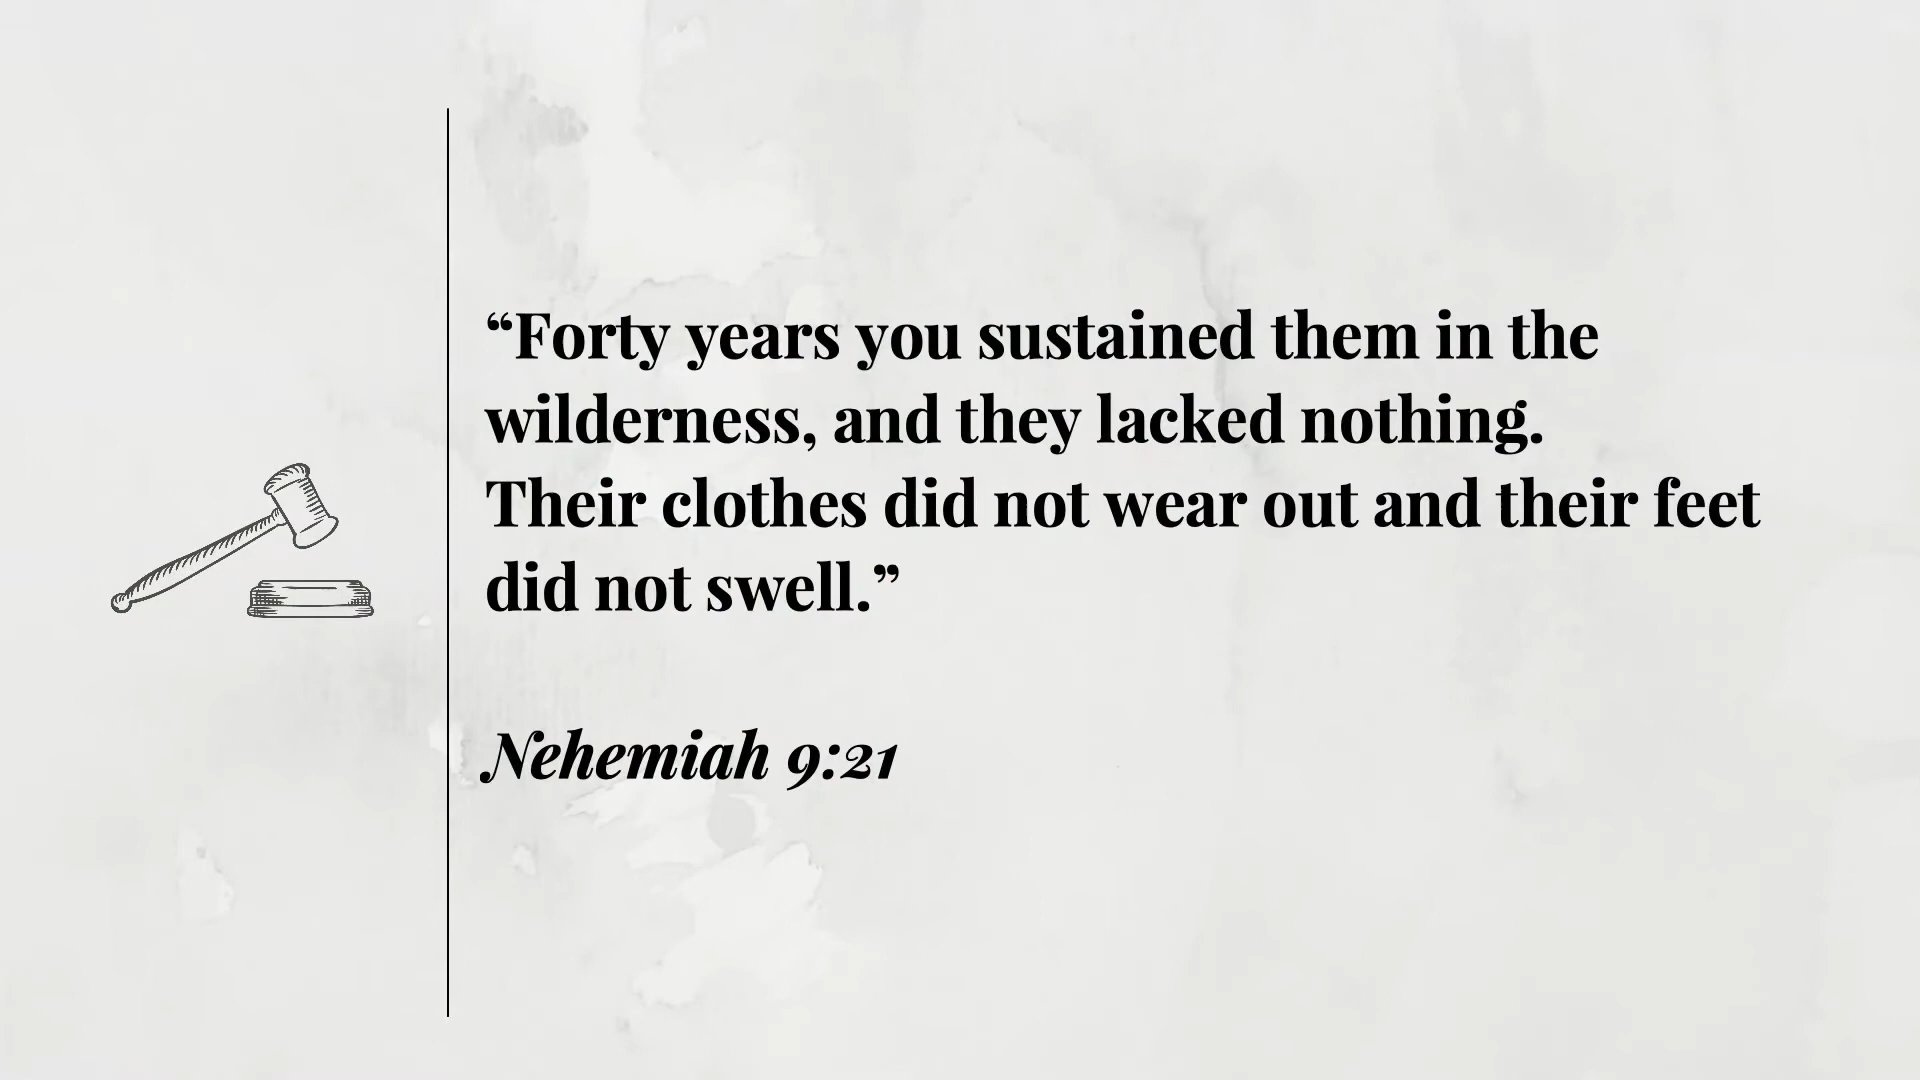 “Forty years you sustained them in the
wilderness, and they lacked nothing.
Their clothes did not wear out and their feet
did not swell.”
Nehemiah 9:21